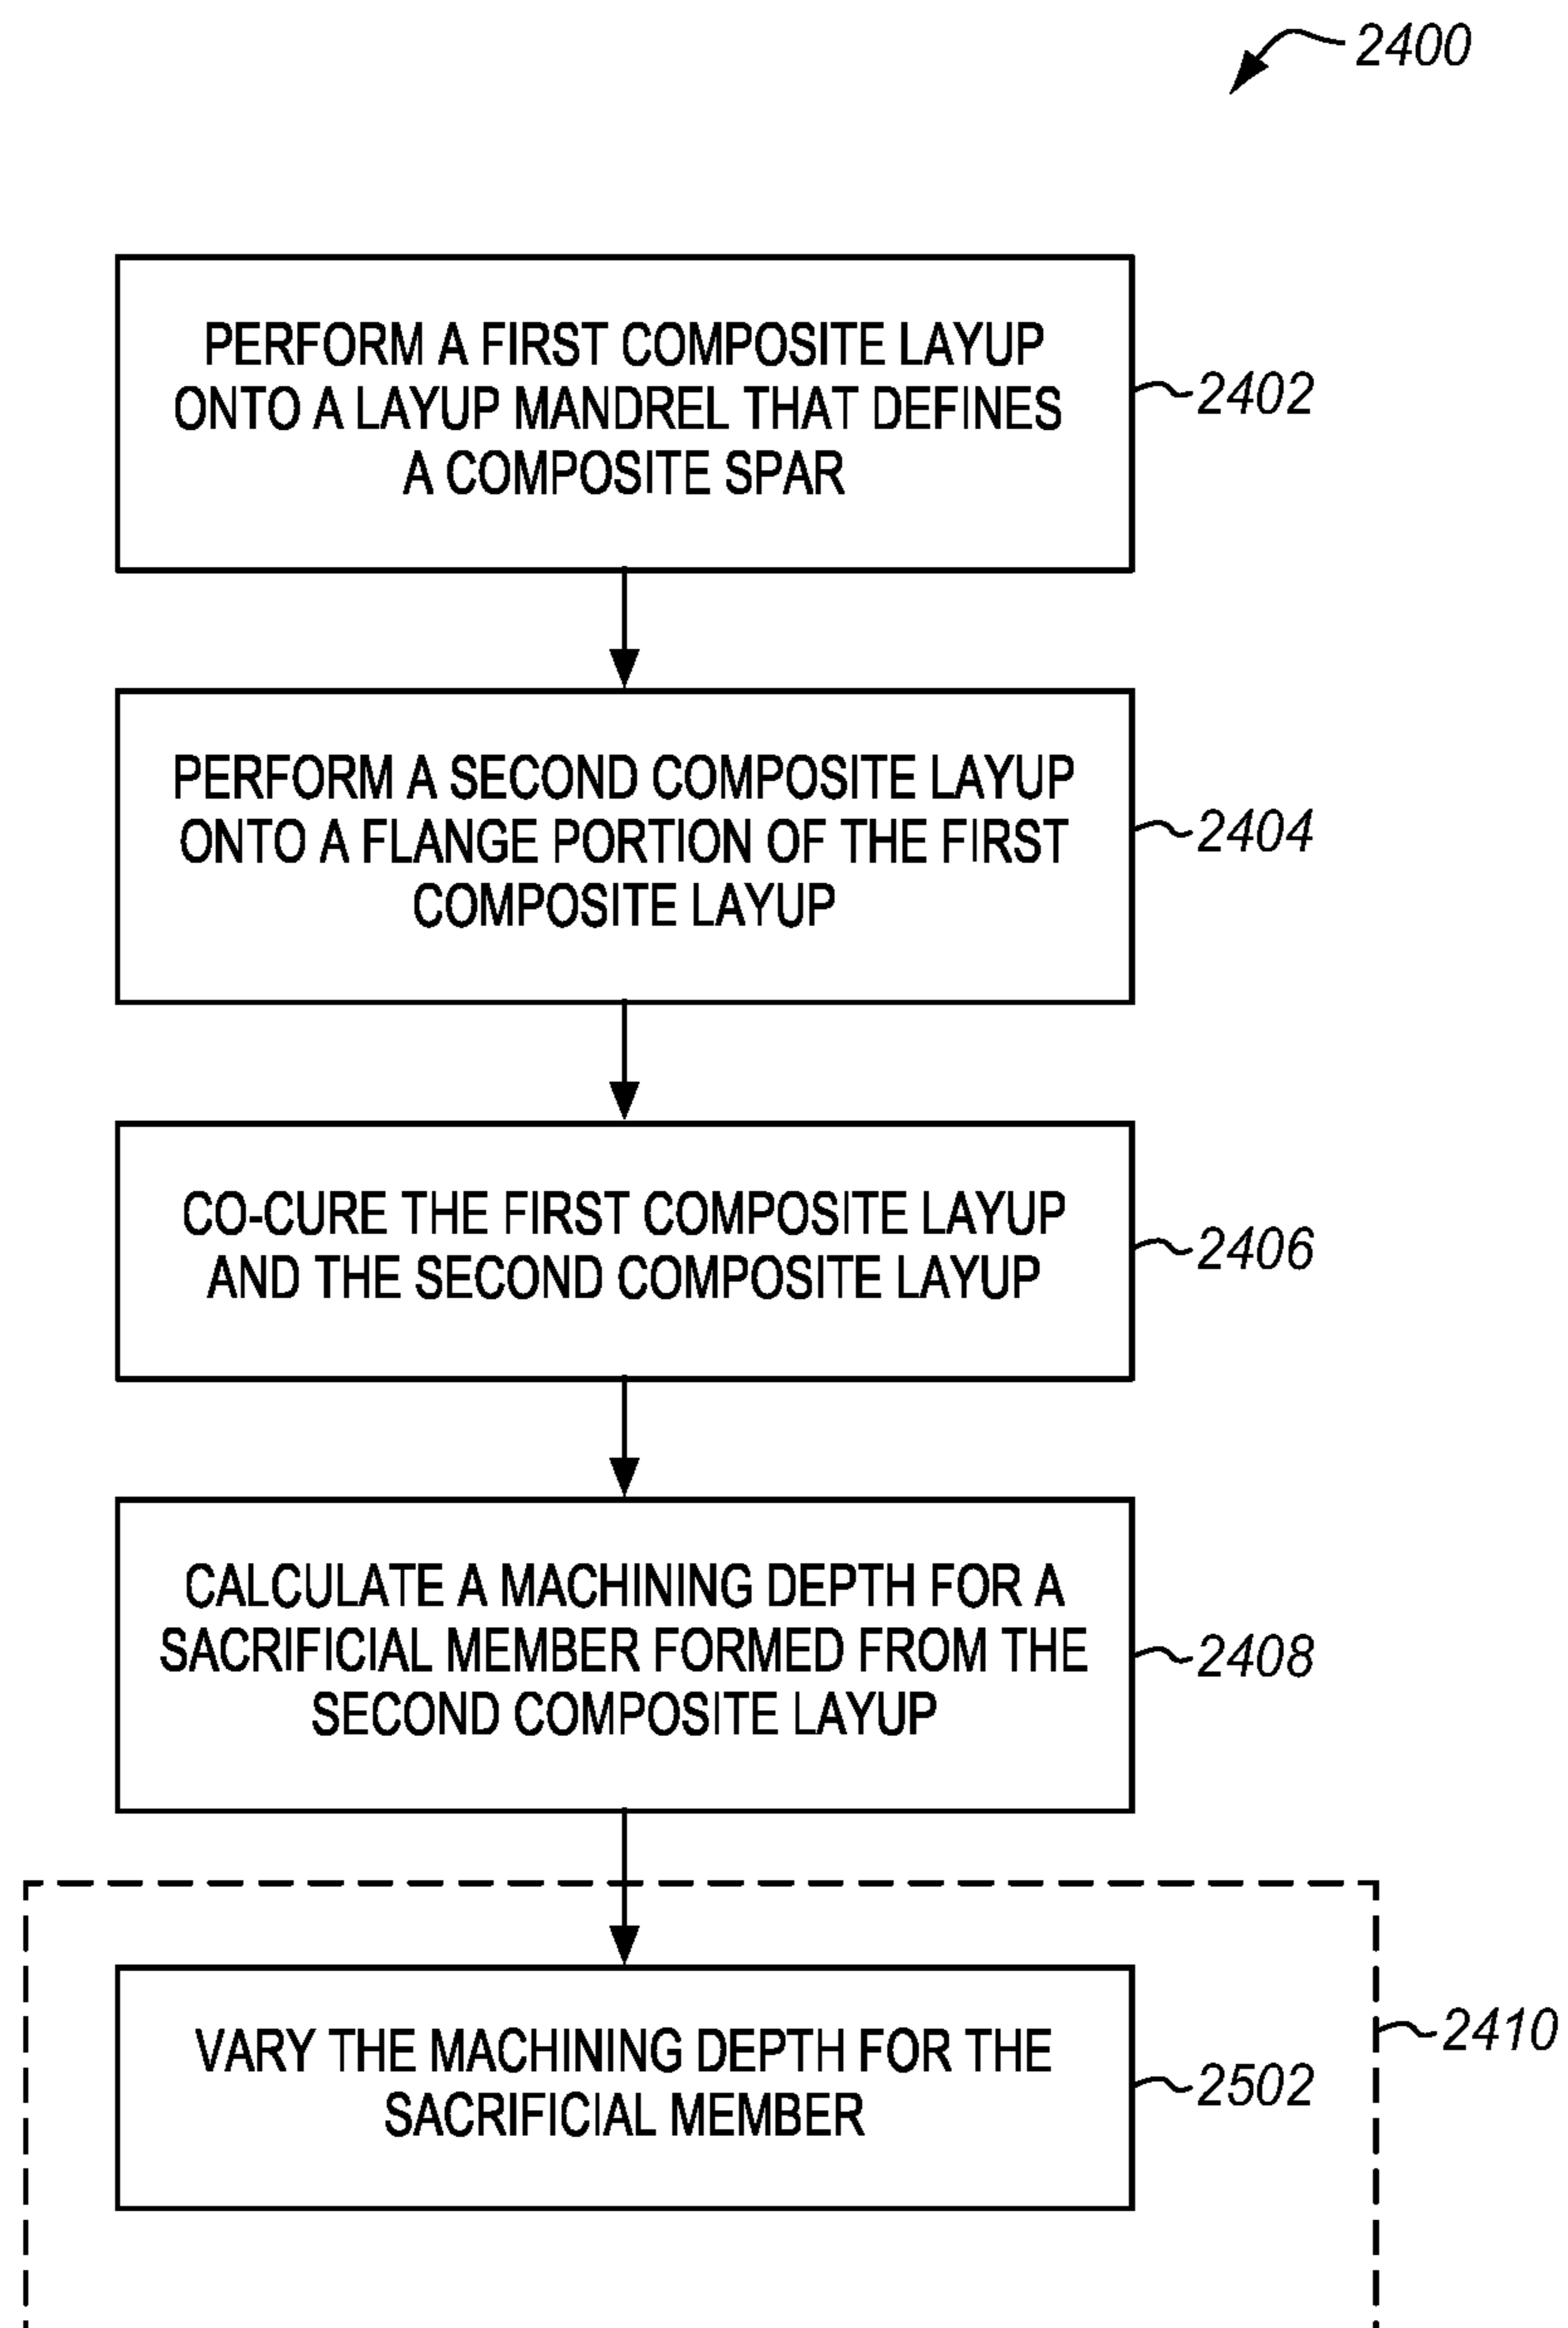 2400
PERFORM A FIRST COMPOSITE LAYUP
ONTO A LAYUP MANDREL THAT DEFINES
A COMPOSITE SPAR
2402
PERFORM A SECOND COMPOSITE LAYUP
ONTO A FLANGE PORTION OF THE FIRST
COMPOSITE LAYUP
2404
CO-CURE THE FIRST COMPOSITE LAYUP
AND THE SECOND COMPOSITE LAYUP
2406
CALCULATE A MACHINING DEPTH FOR A
SACRIFICIAL MEMBER FORMED FROM THE
SECOND COMPOSITE LAYUP
2408
VARY THE MACHINING DEPTH FOR THE
SACRIFICIAL MEMBER
2502
2410